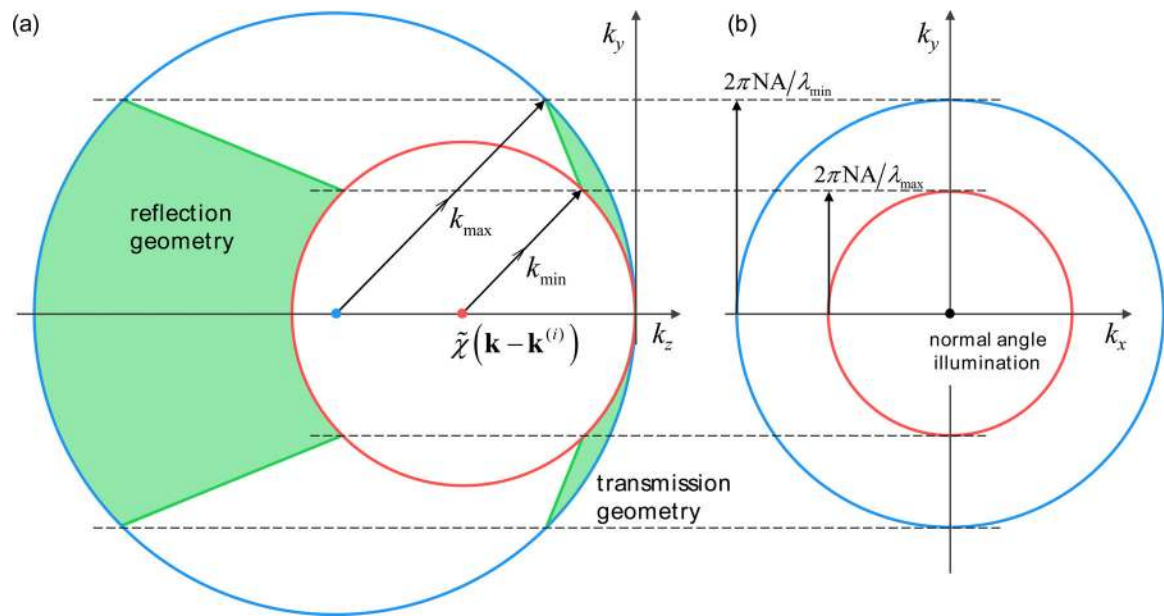 (a)
k_y
(b)
k_y
2πNA/λ_min
2πNA/λ_max
reflection
geometry
k_max
k_min
k_z
χ̃(𝐤 − 𝐤^(i))
normal angle
illumination
k_x
transmission
geometry